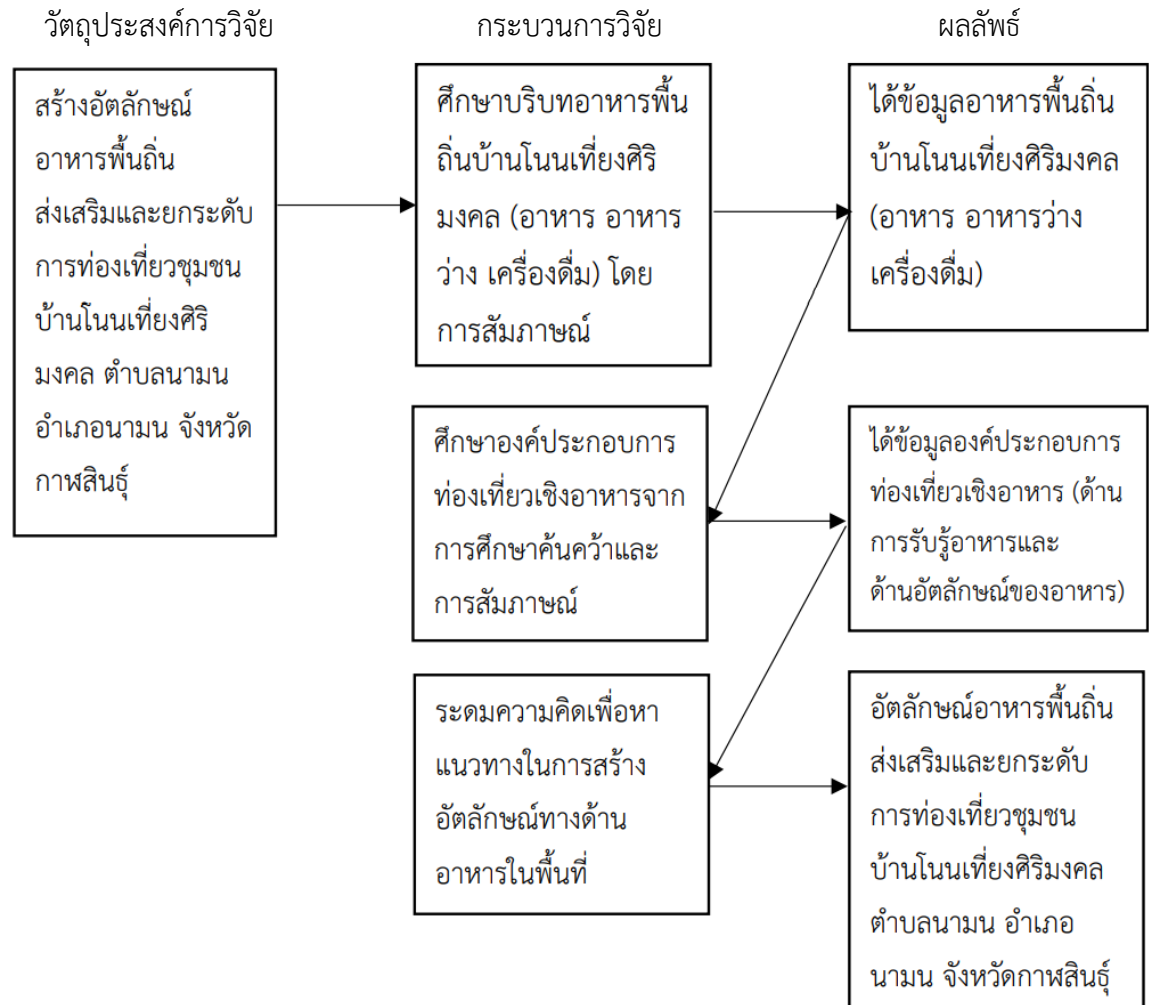 วัตถุประสงค์การวิจัย
กระบวนการวิจัย
ผลลัพธ์
สร้างอัตลักษณ์
อาหารพื้นถิ่น
ส่งเสริมและยกระดับ
การท่องเที่ยวชุมชน
บ้านโนนเที่ยงศิริ
มงคล ตำบลนามน
อำเภอนามน จังหวัด
กาฬสินธุ์
ศึกษาบริบทอาหารพื้น
ถิ่นบ้านโนนเที่ยงศิริ
มงคล (อาหาร อาหาร
ว่าง เครื่องดื่ม) โดย
การสัมภาษณ์
ได้ข้อมูลอาหารพื้นถิ่น
บ้านโนนเที่ยงศิริมงคล
(อาหาร อาหารว่าง
เครื่องดื่ม)
ศึกษาองค์ประกอบการ
ท่องเที่ยวเชิงอาหารจาก
การศึกษาค้นคว้าและ
การสัมภาษณ์
ได้ข้อมูลองค์ประกอบการ
ท่องเที่ยวเชิงอาหาร (ด้าน
การรับรู้อาหารและ
ด้านอัตลักษณ์ของอาหาร)
ระดมความคิดเพื่อหา
แนวทางในการสร้าง
อัตลักษณ์ทางด้าน
อาหารในพื้นที่
อัตลักษณ์อาหารพื้นถิ่น
ส่งเสริมและยกระดับ
การท่องเที่ยวชุมชน
บ้านโนนเที่ยงศิริมงคล
ตำบลนามน อำเภอ
นามน จังหวัดกาฬสินธุ์